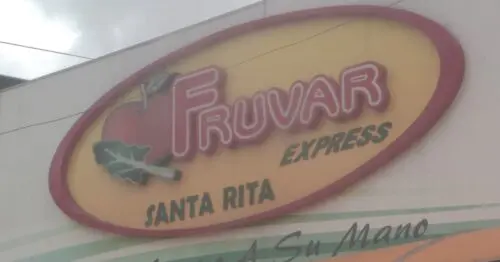 FRUVAR
EXPRESS
SANTA RITA
A Su Mano